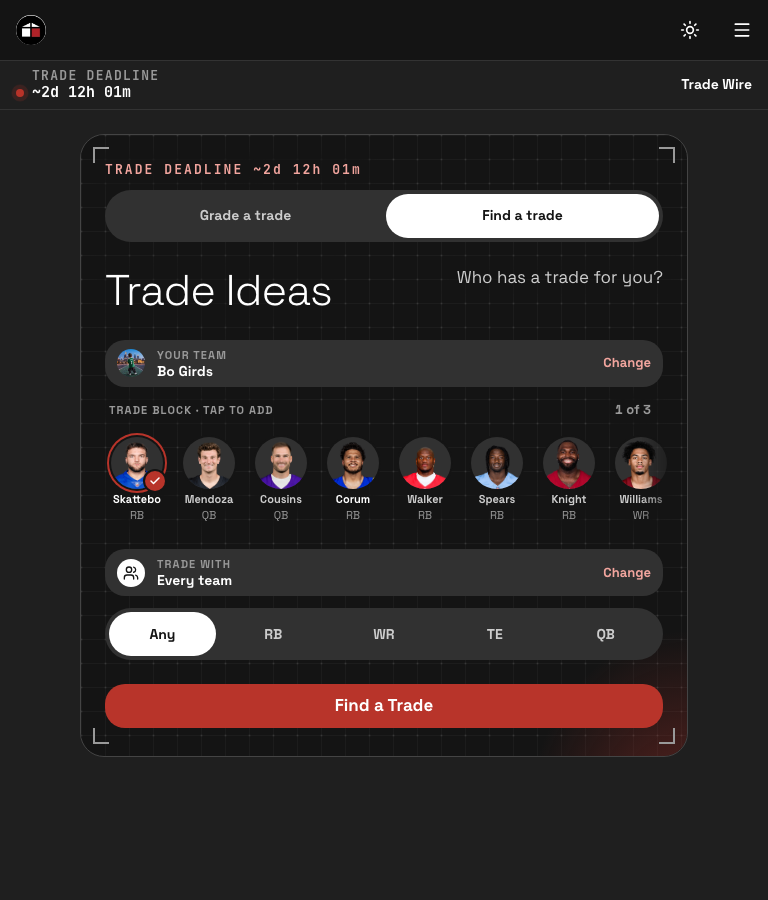 TRADE DEADLINE
~2d 12h 01m
Trade Wire
TRADE DEADLINE ~2d 12h 01m
Grade a trade
Find a trade
Trade Ideas
Who has a trade for you?
YOUR TEAM
Bo Girds
Change
TRADE BLOCK · TAP TO ADD
1 of 3
Skattebo
RB
Mendoza
QB
Cousins
QB
Corum
RB
Walker
RB
Spears
RB
Knight
RB
Williams
WR
TRADE WITH
Every team
Change
Any
RB
WR
TE
QB
Find a Trade